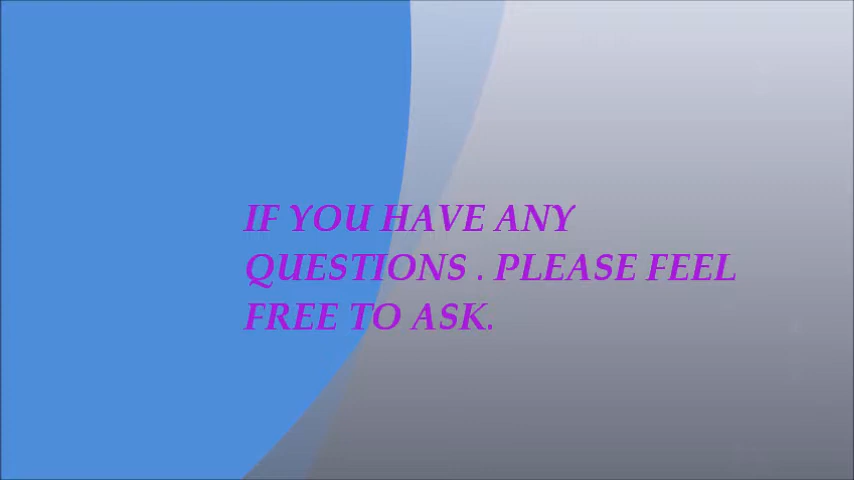 IF YOU HAVE ANY
QUESTIONS . PLEASE FEEL
FREE TO ASK.